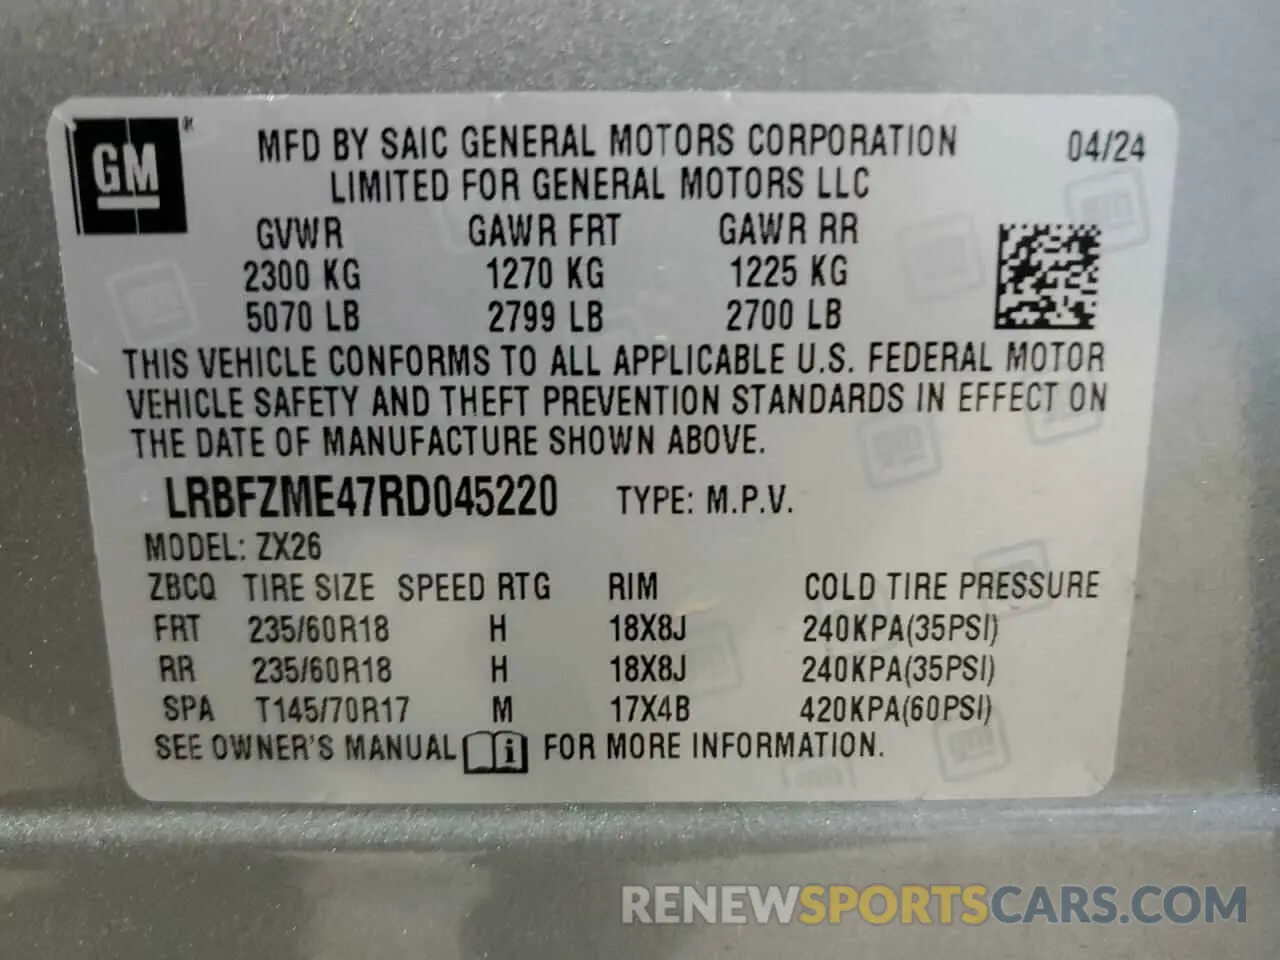 GM ®
MFD BY SAIC GENERAL MOTORS CORPORATION 04/24
LIMITED FOR GENERAL MOTORS LLC
GVWR GAWR FRT GAWR RR
2300 KG 1270 KG 1225 KG
5070 LB 2799 LB 2700 LB
THIS VEHICLE CONFORMS TO ALL APPLICABLE U.S. FEDERAL MOTOR
VEHICLE SAFETY AND THEFT PREVENTION STANDARDS IN EFFECT ON
THE DATE OF MANUFACTURE SHOWN ABOVE.
LRBFZME47RD045220 TYPE: M.P.V.
MODEL: ZX26
ZBCQ TIRE SIZE SPEED RTG RIM COLD TIRE PRESSURE
FRT 235/60R18 H 18X8J 240KPA(35PSI)
RR 235/60R18 H 18X8J 240KPA(35PSI)
SPA T145/70R17 M 17X4B 420KPA(60PSI)
SEE OWNER'S MANUAL i FOR MORE INFORMATION.
RENEWSPORTSCARS.COM